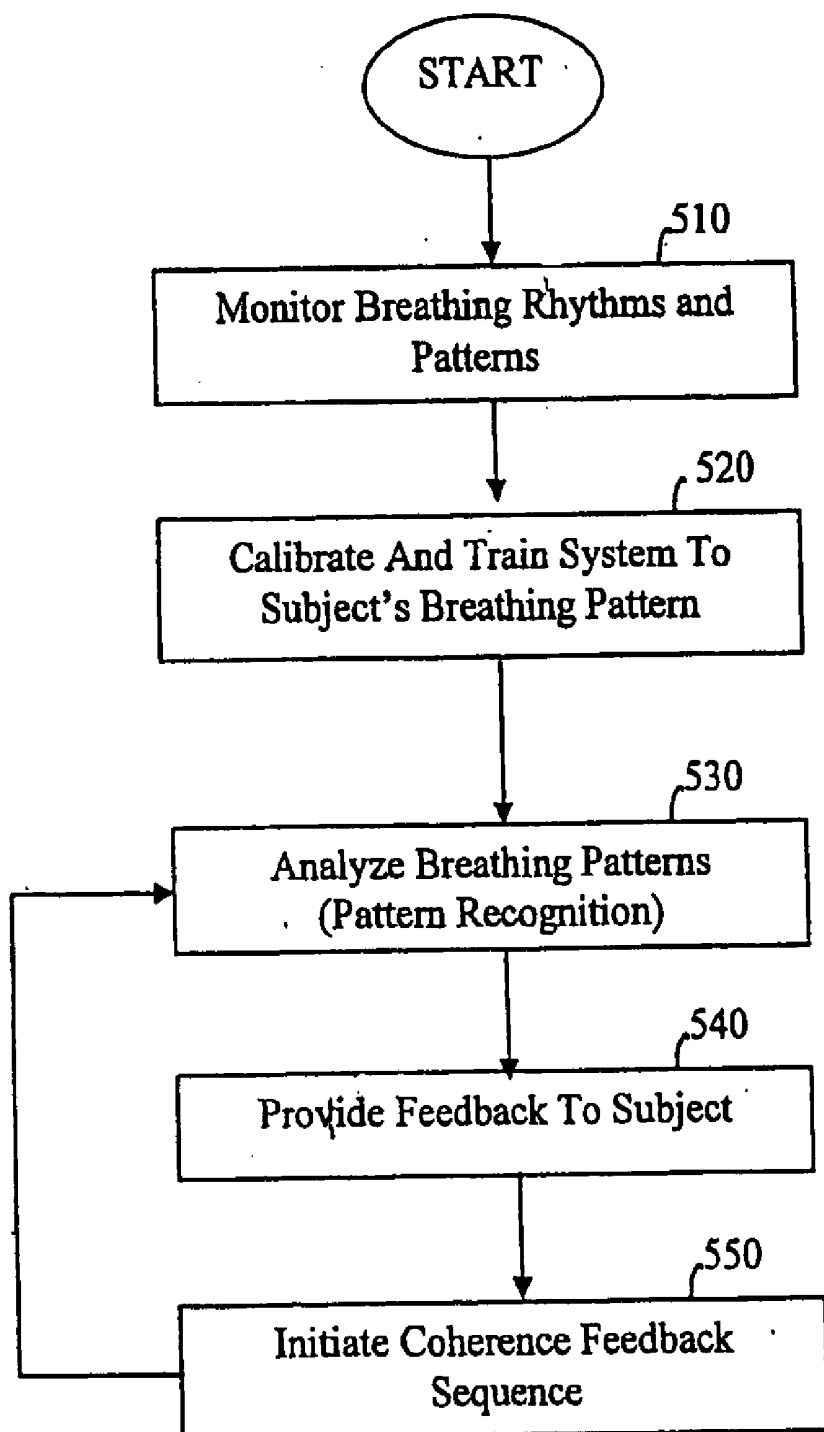 START
510
Monitor Breathing Rhythms and
Patterns
520
Calibrate And Train System To
Subject's Breathing Pattern
530
Analyze Breathing Patterns
(Pattern Recognition)
540
Provide Feedback To Subject
550
Initiate Coherence Feedback
Sequence